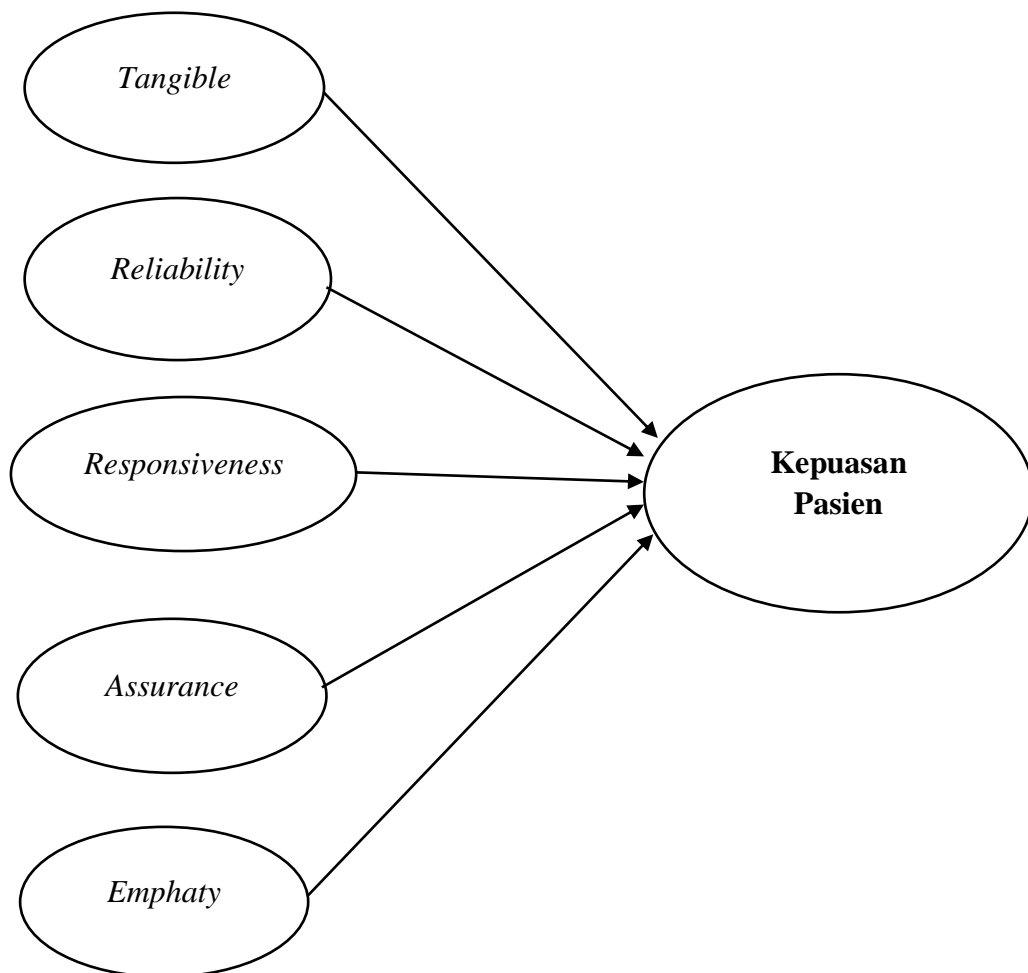 Tangible
Reliability
Responsiveness
Kepuasan
Pasien
Assurance
Emphaty